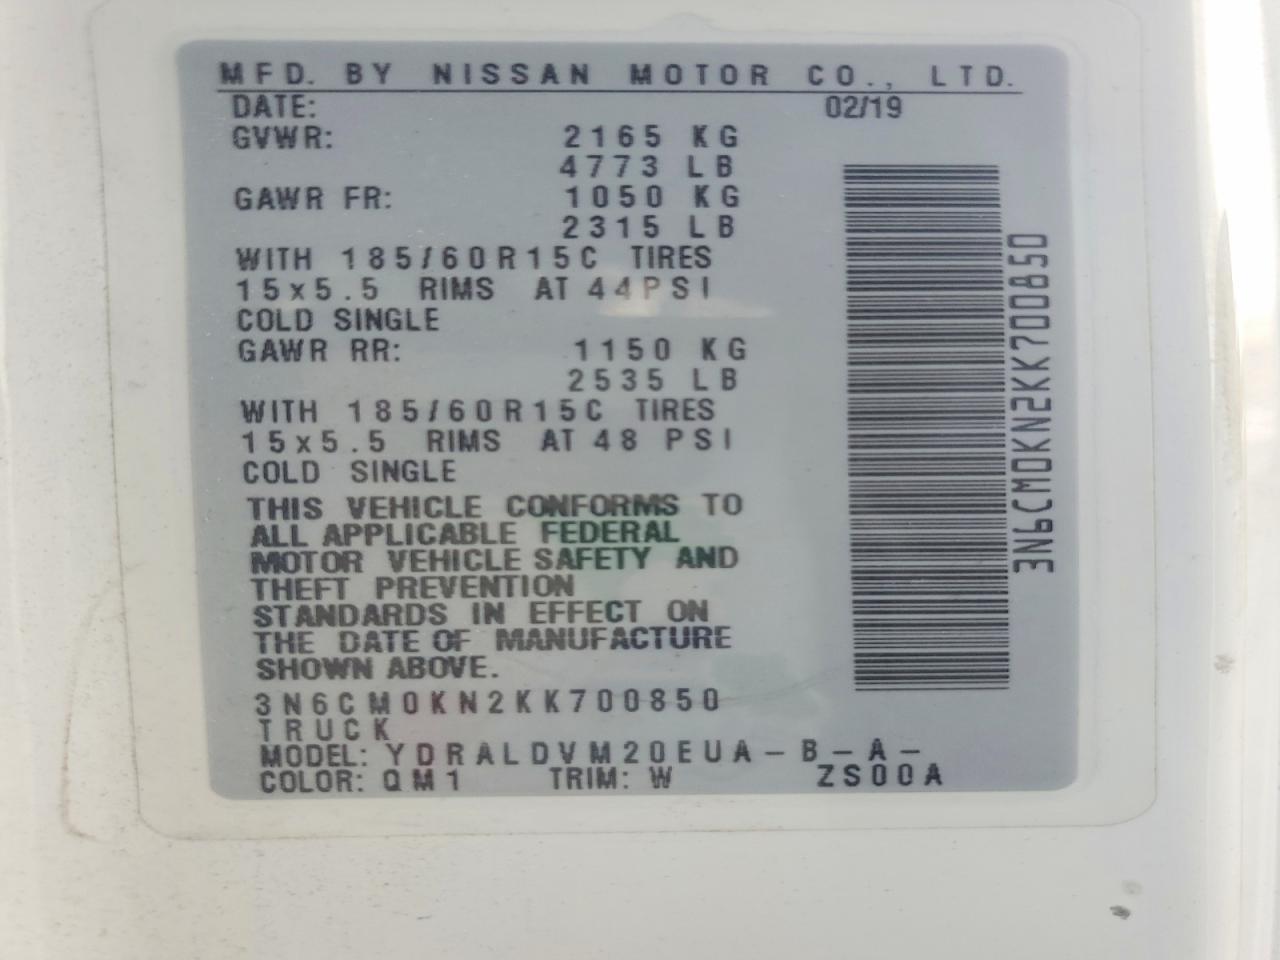 MFD. BY NISSAN MOTOR CO., LTD.
DATE: 02/19
GVWR: 2165 KG
4773 LB
GAWR FR: 1050 KG
2315 LB
WITH 185/60R15C TIRES
15x5.5 RIMS AT 44PSI
COLD SINGLE
GAWR RR: 1150 KG
2535 LB
WITH 185/60R15C TIRES
15x5.5 RIMS AT 48 PSI
COLD SINGLE
THIS VEHICLE CONFORMS TO
ALL APPLICABLE FEDERAL
MOTOR VEHICLE SAFETY AND
THEFT PREVENTION
STANDARDS IN EFFECT ON
THE DATE OF MANUFACTURE
SHOWN ABOVE.
3N6CM0KN2KK700850
TRUCK
MODEL: YDRALDVM20EUA-B-A-
COLOR: QM1 TRIM: W ZS00A
3N6CM0KN2KK700850